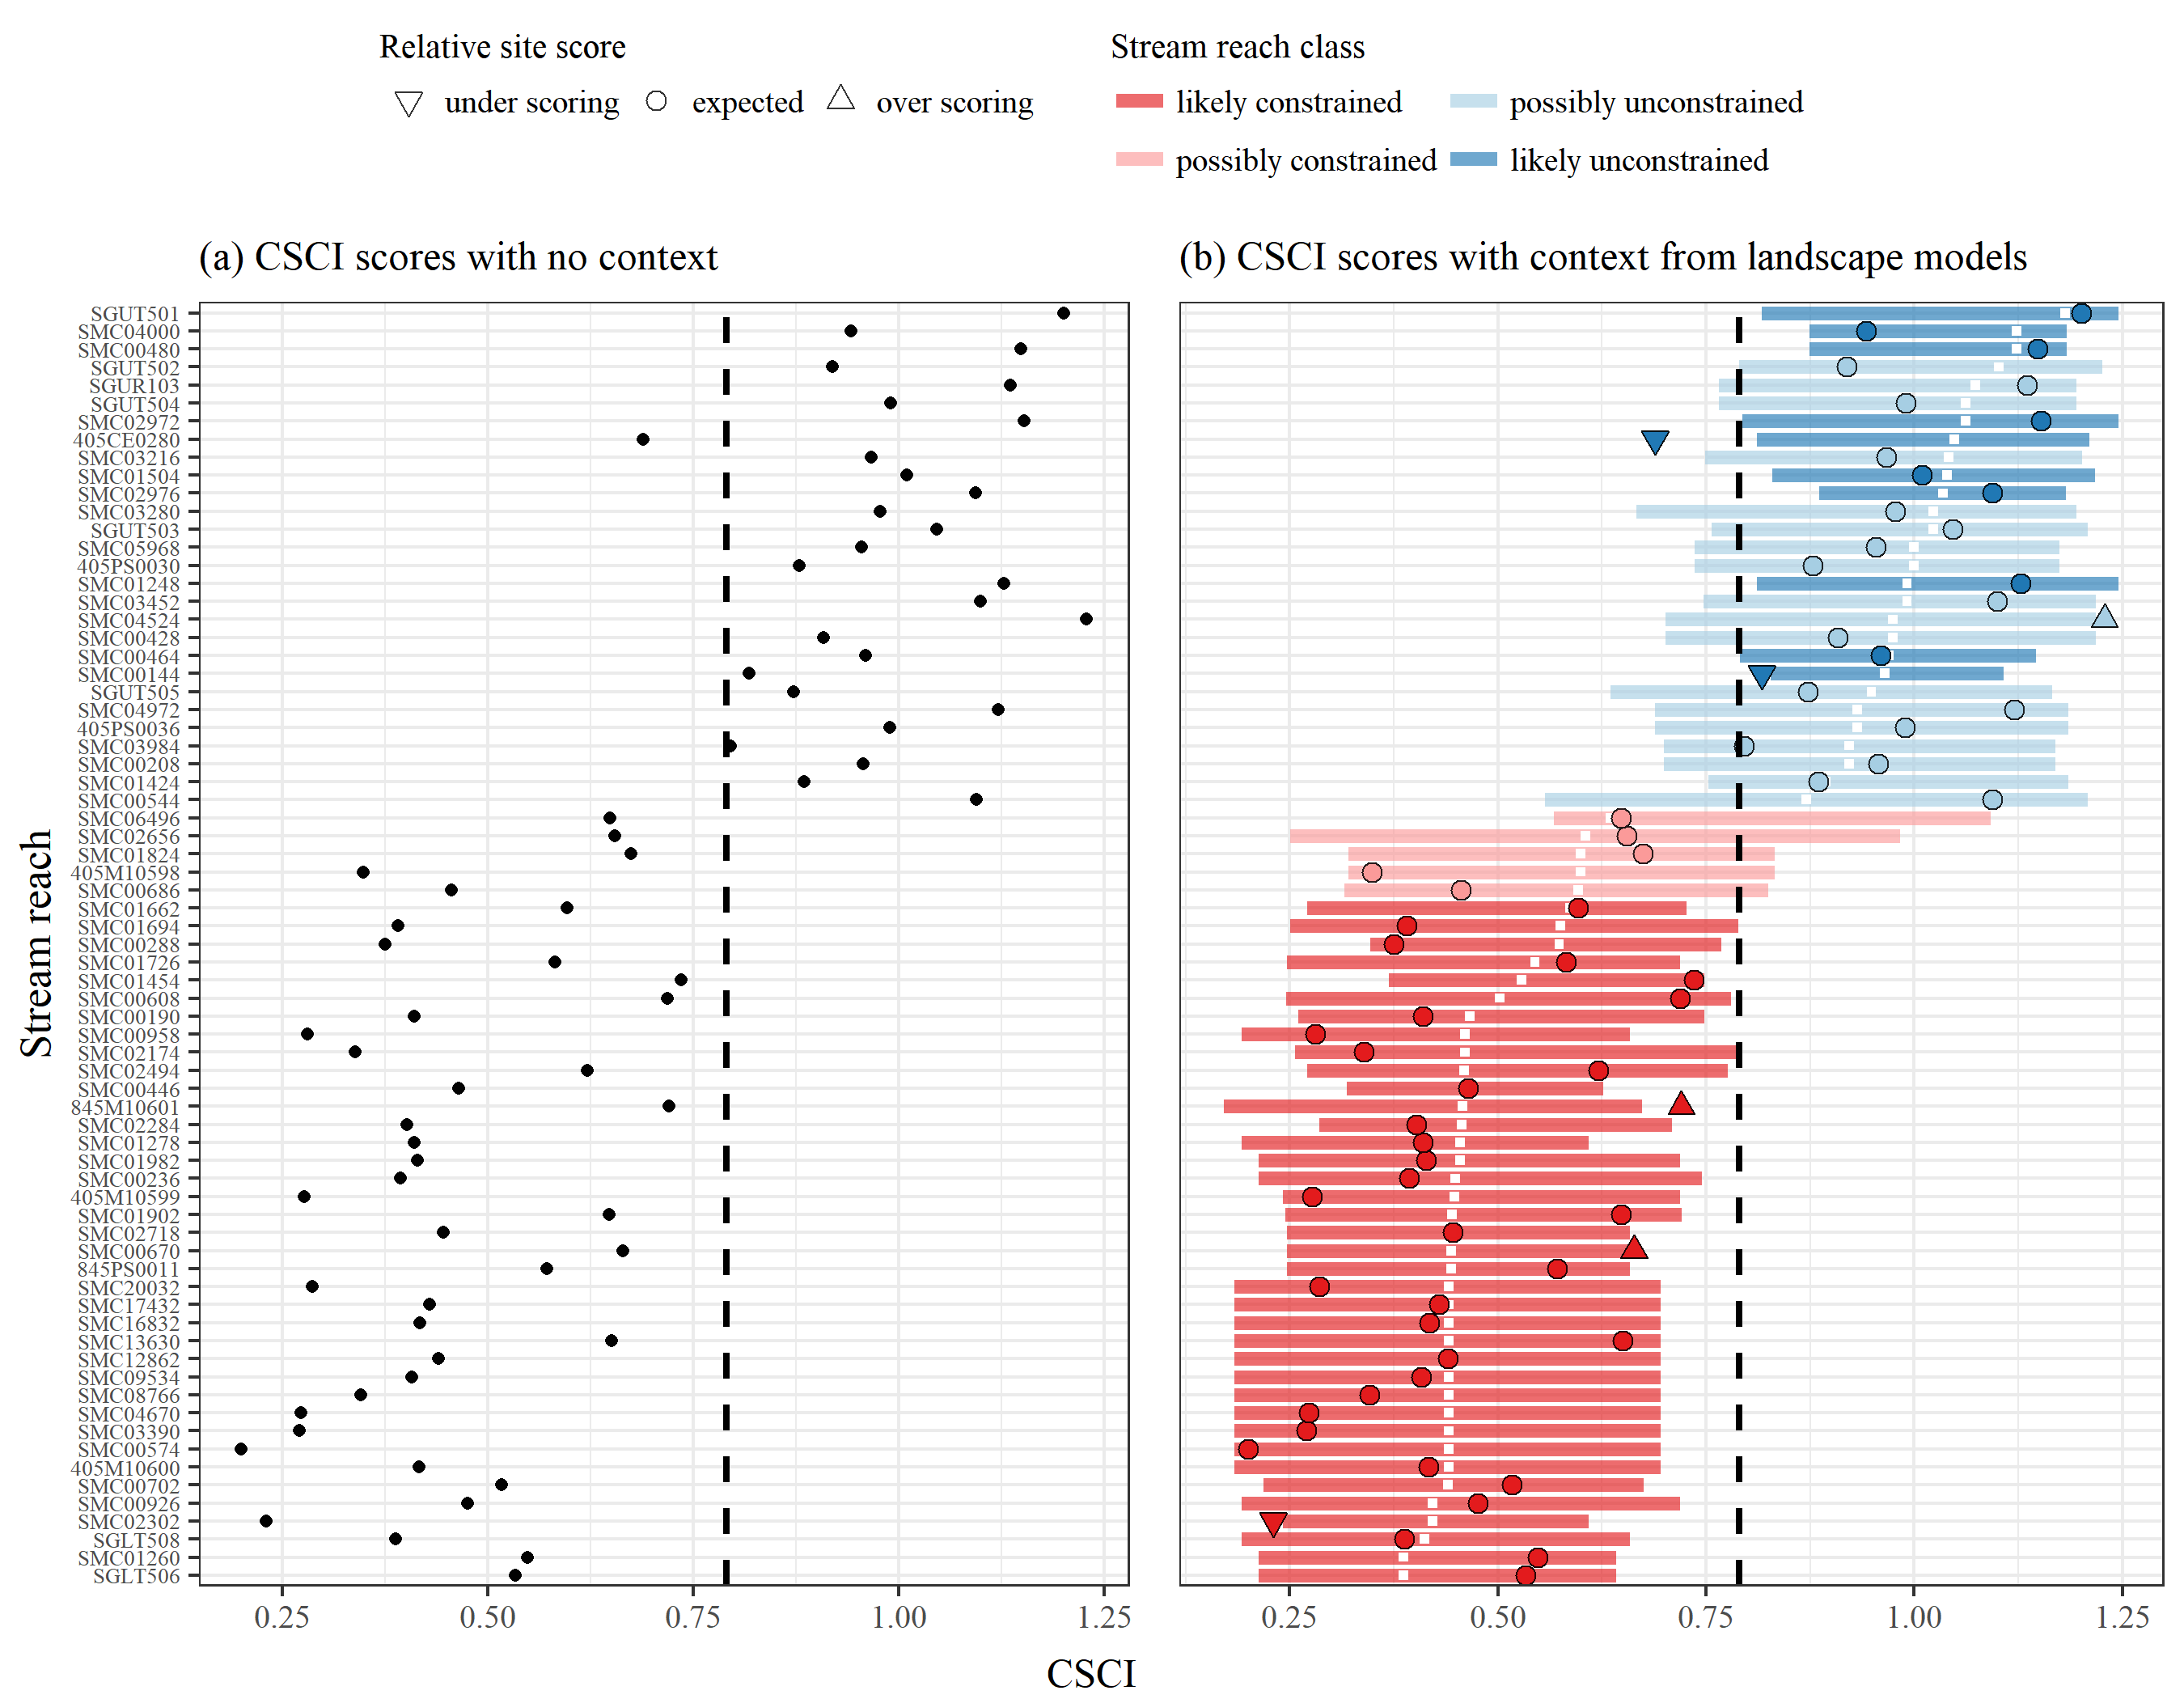 Relative site score
under scoring
expected
over scoring
Stream reach class
likely constrained
possibly unconstrained
possibly constrained
likely unconstrained
(a) CSCI scores with no context
(b) CSCI scores with context from landscape models
Stream reach
SGUT501
SMC04000
SMC00480
SGUT502
SGUR103
SGUT504
SMC02972
405CE0280
SMC03216
SMC01504
SMC02976
SMC03280
SGUT503
SMC05968
405PS0030
SMC01248
SMC03452
SMC04524
SMC00428
SMC00464
SMC00144
SGUT505
SMC04972
405PS0036
SMC03984
SMC00208
SMC01424
SMC00544
SMC06496
SMC02656
SMC01824
405M10598
SMC00686
SMC01662
SMC01694
SMC00288
SMC01726
SMC01454
SMC00608
SMC00190
SMC00958
SMC02174
SMC02494
SMC00446
845M10601
SMC02284
SMC01278
SMC01982
SMC00236
405M10599
SMC01902
SMC02718
SMC00670
845PS0011
SMC20032
SMC17432
SMC16832
SMC13630
SMC12862
SMC09534
SMC08766
SMC04670
SMC03390
SMC00574
405M10600
SMC00702
SMC00926
SMC02302
SGLT508
SMC01260
SGLT506
0.25 0.50 0.75 1.00 1.25
0.25 0.50 0.75 1.00 1.25
CSCI